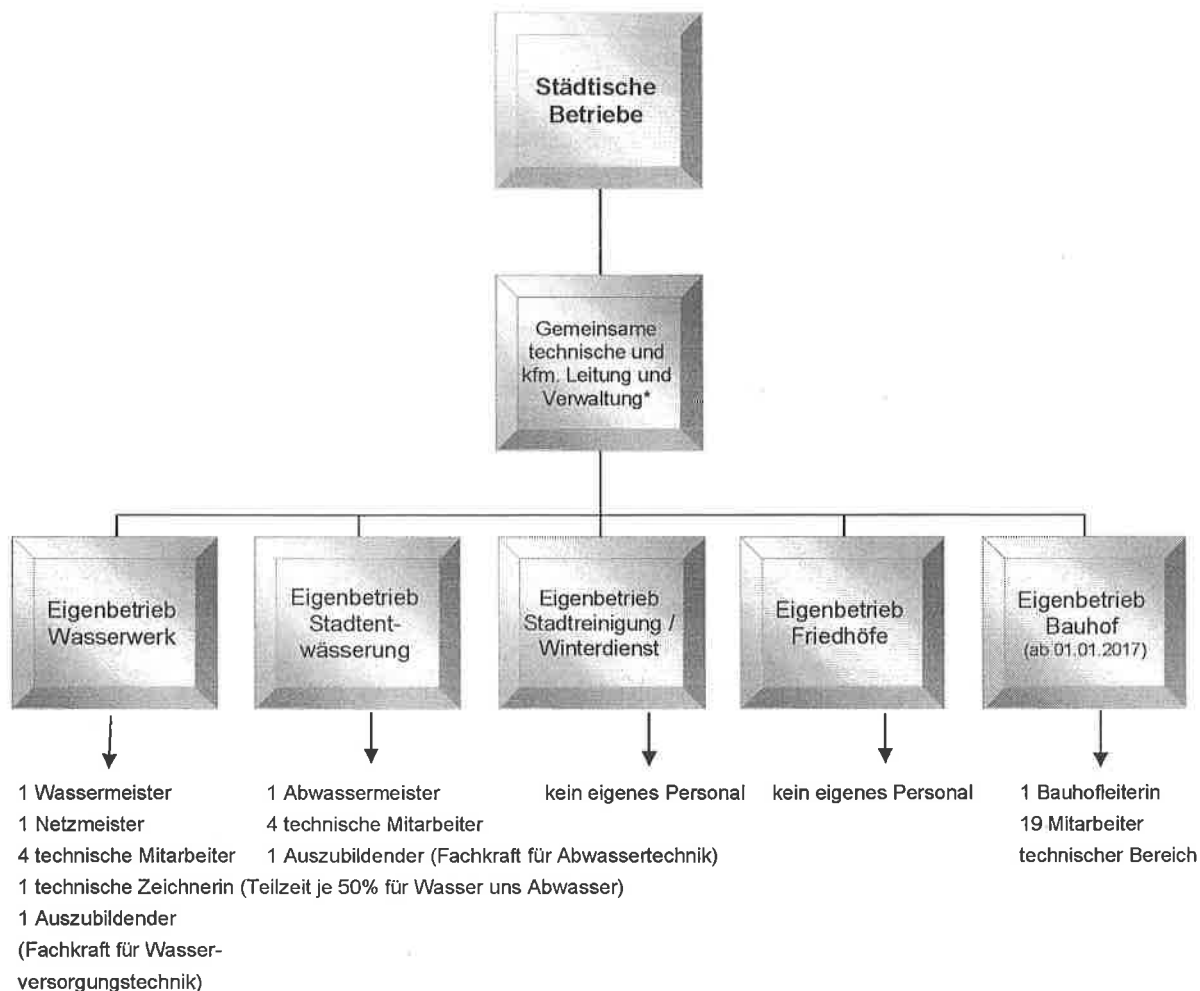 Städtische
Betriebe
Gemeinsame
technische und
kfm. Leitung und
Verwaltung*
Eigenbetrieb
Wasserwerk
Eigenbetrieb
Stadtent-
wässerung
Eigenbetrieb
Stadtreinigung /
Winterdienst
Eigenbetrieb
Friedhöfe
Eigenbetrieb
Bauhof
(ab 01.01.2017)
1 Wassermeister
1 Netzmeister
4 technische Mitarbeiter
1 technische Zeichnerin (Teilzeit je 50% für Wasser uns Abwasser)
1 Auszubildender
(Fachkraft für Wasser-
versorgungstechnik)
1 Abwassermeister
4 technische Mitarbeiter
1 Auszubildender (Fachkraft für Abwassertechnik)
kein eigenes Personal
kein eigenes Personal
1 Bauhofleiterin
19 Mitarbeiter
technischer Bereich